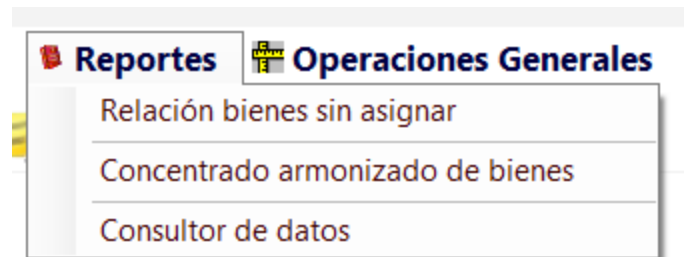 Reportes Operaciones Generales
Relación bienes sin asignar
Concentrado armonizado de bienes
Consultor de datos